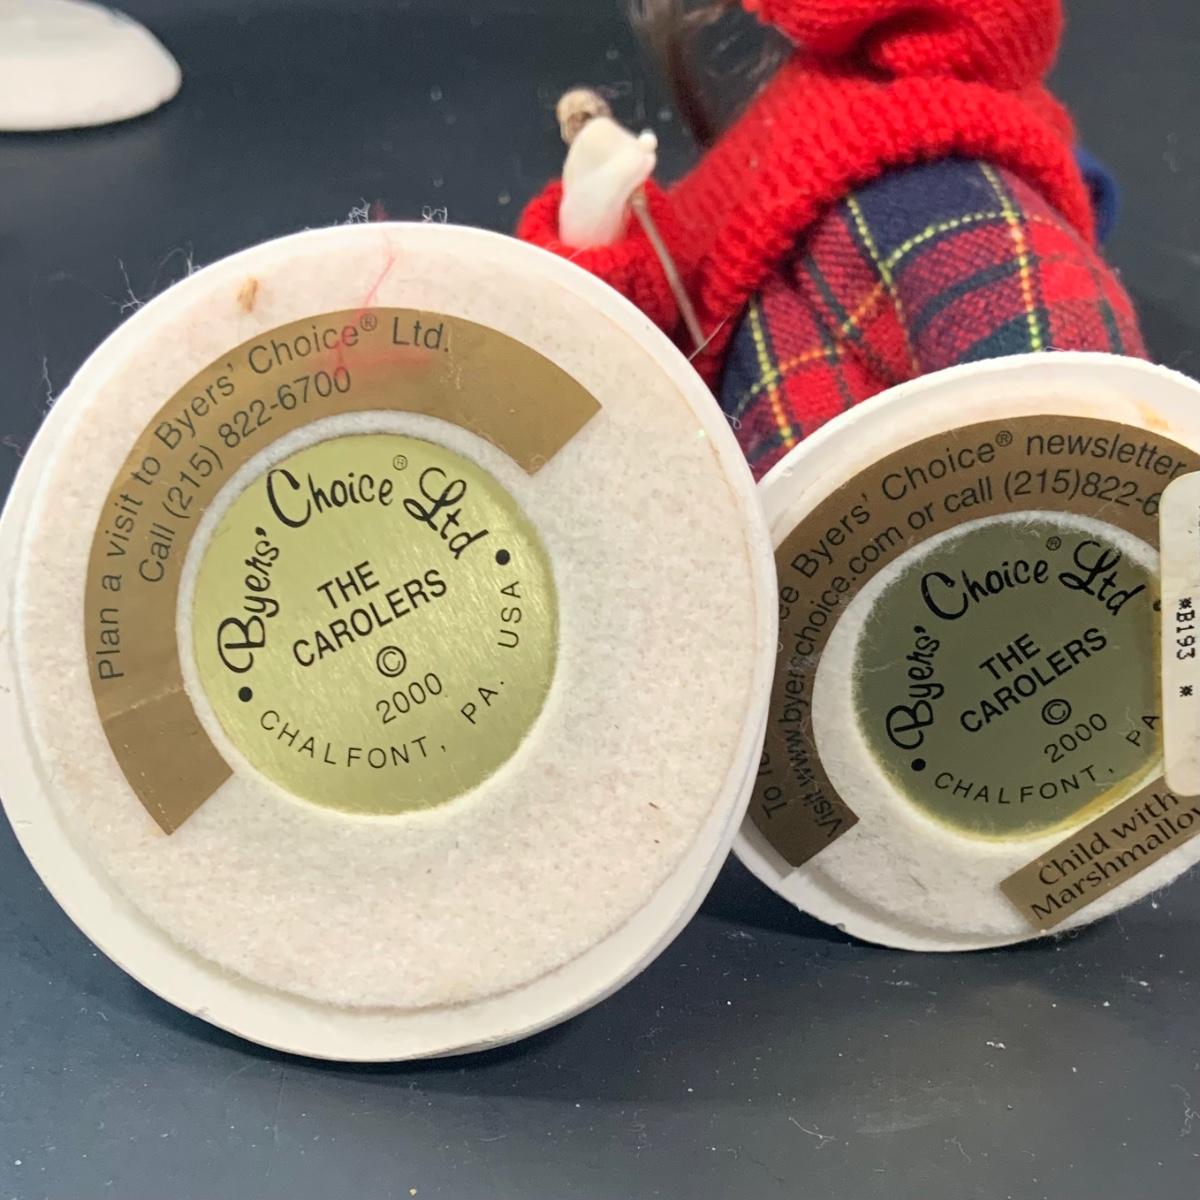 Plan a visit to Byers' Choice® Ltd.
Call (215) 822-6700
Byers' Choice® Ltd
THE
CAROLERS
©
2000
CHALFONT, PA. USA
Byers' Choice® newsletter
Visit www.byerschoice.com or call (215)822-6
Byers' Choice® Ltd
THE
CAROLERS
©
2000
CHALFONT, PA
*B193 *
Child with
Marshmallow